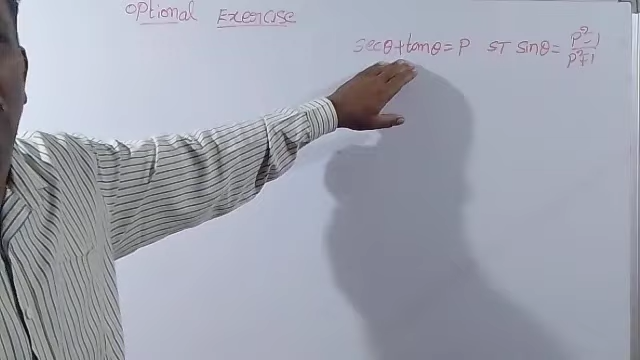 Optional Exercise
secθ+tanθ = P ST sinθ = P²-1/P²+1